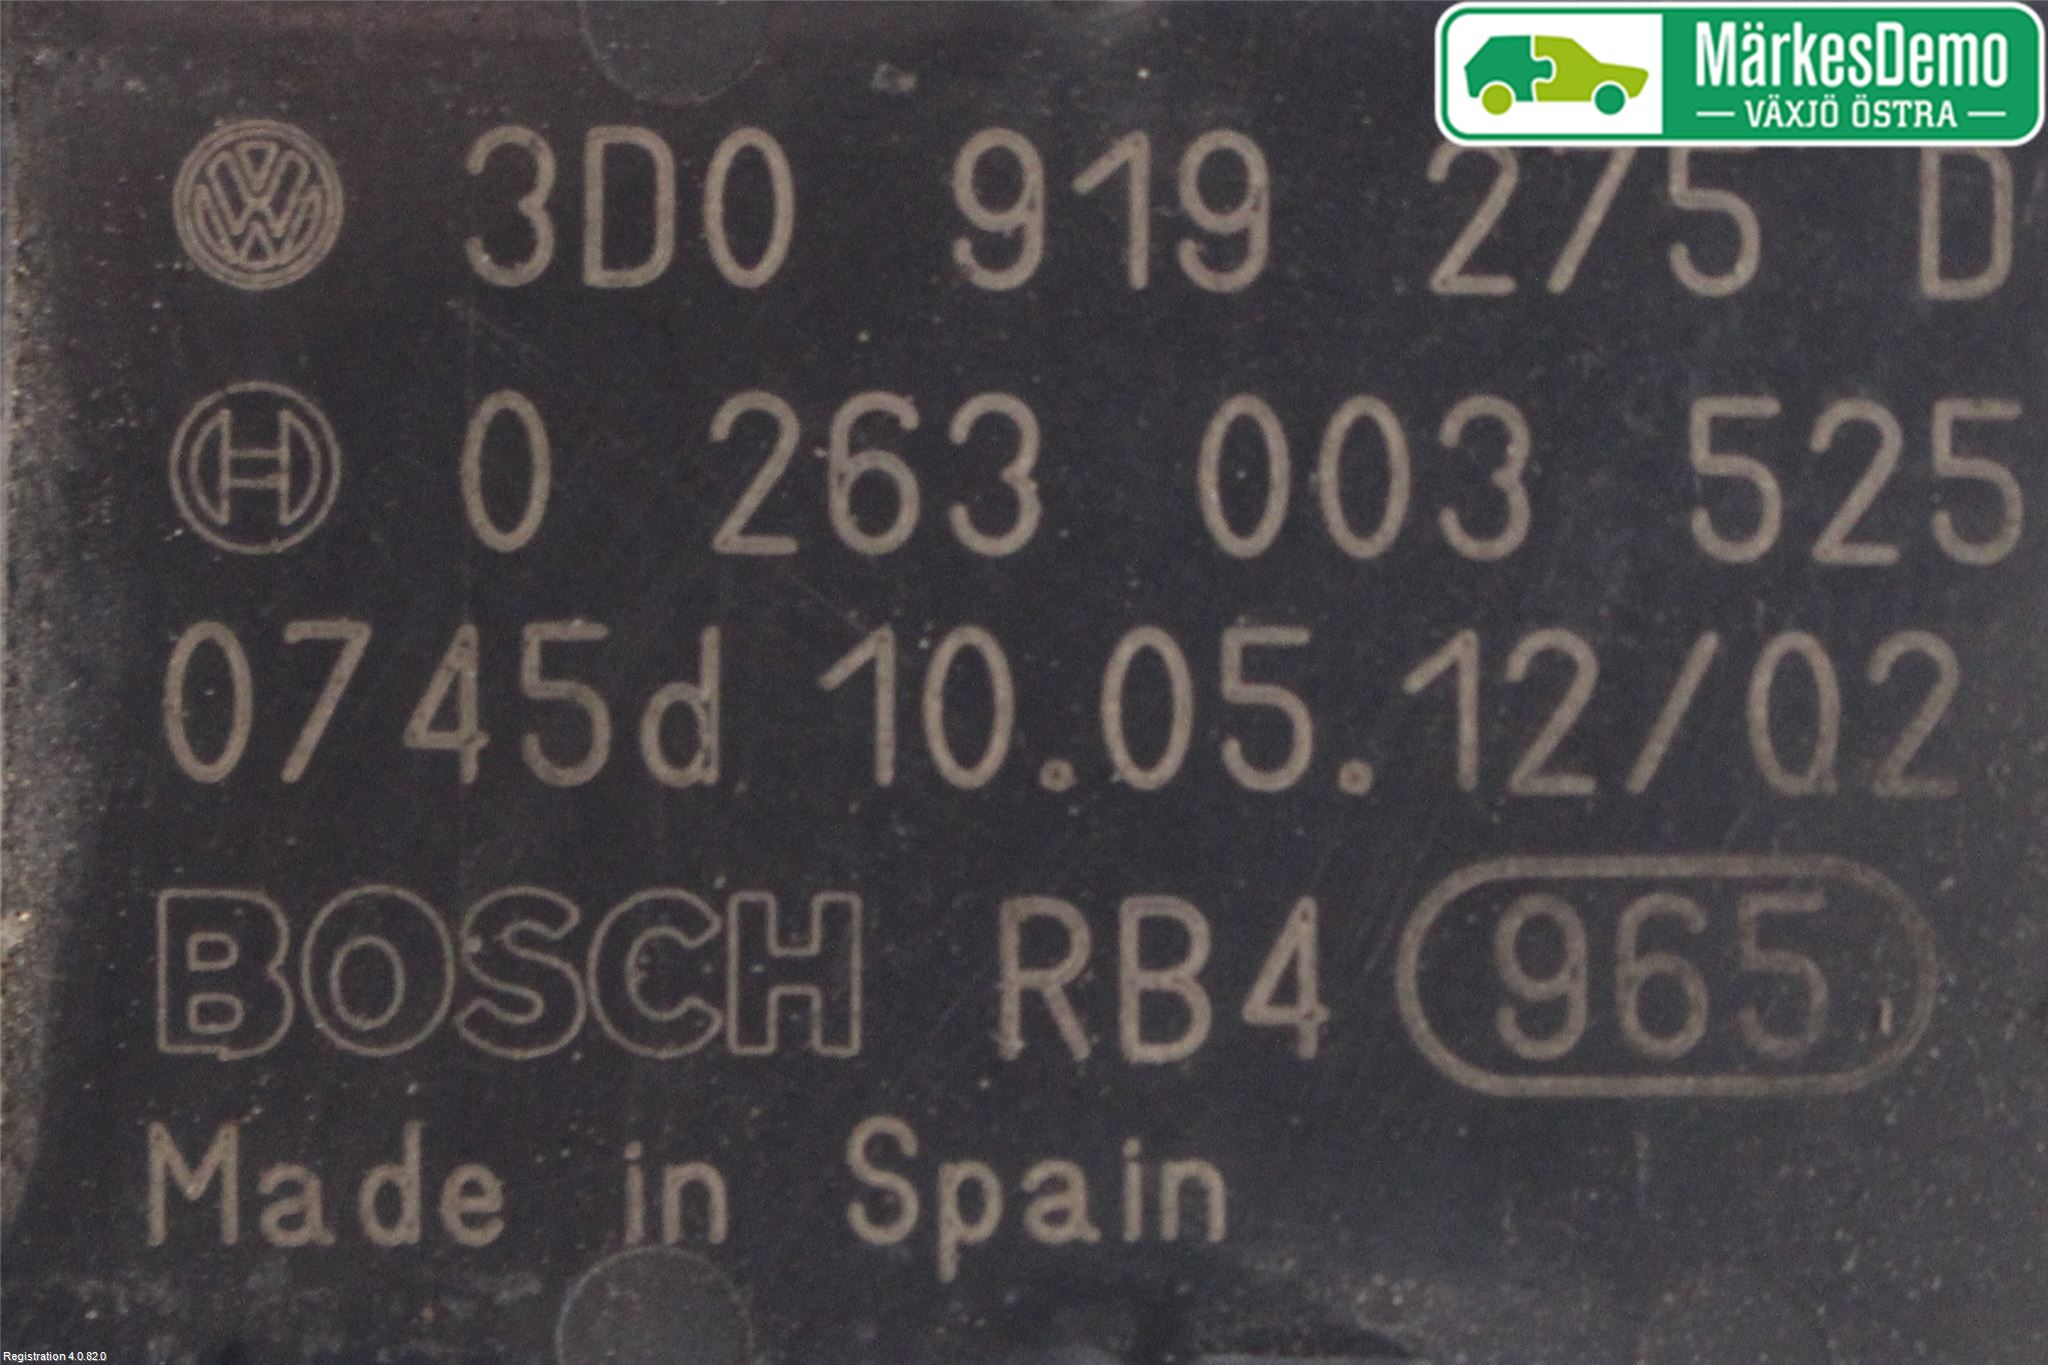 MärkesDemo
VÄXJÖ ÖSTRA
3D0 919 275 D
0 263 003 525
0745d 10.05.12/02
BOSCH RB4 965
Made in Spain
Registration 4.0.82.0